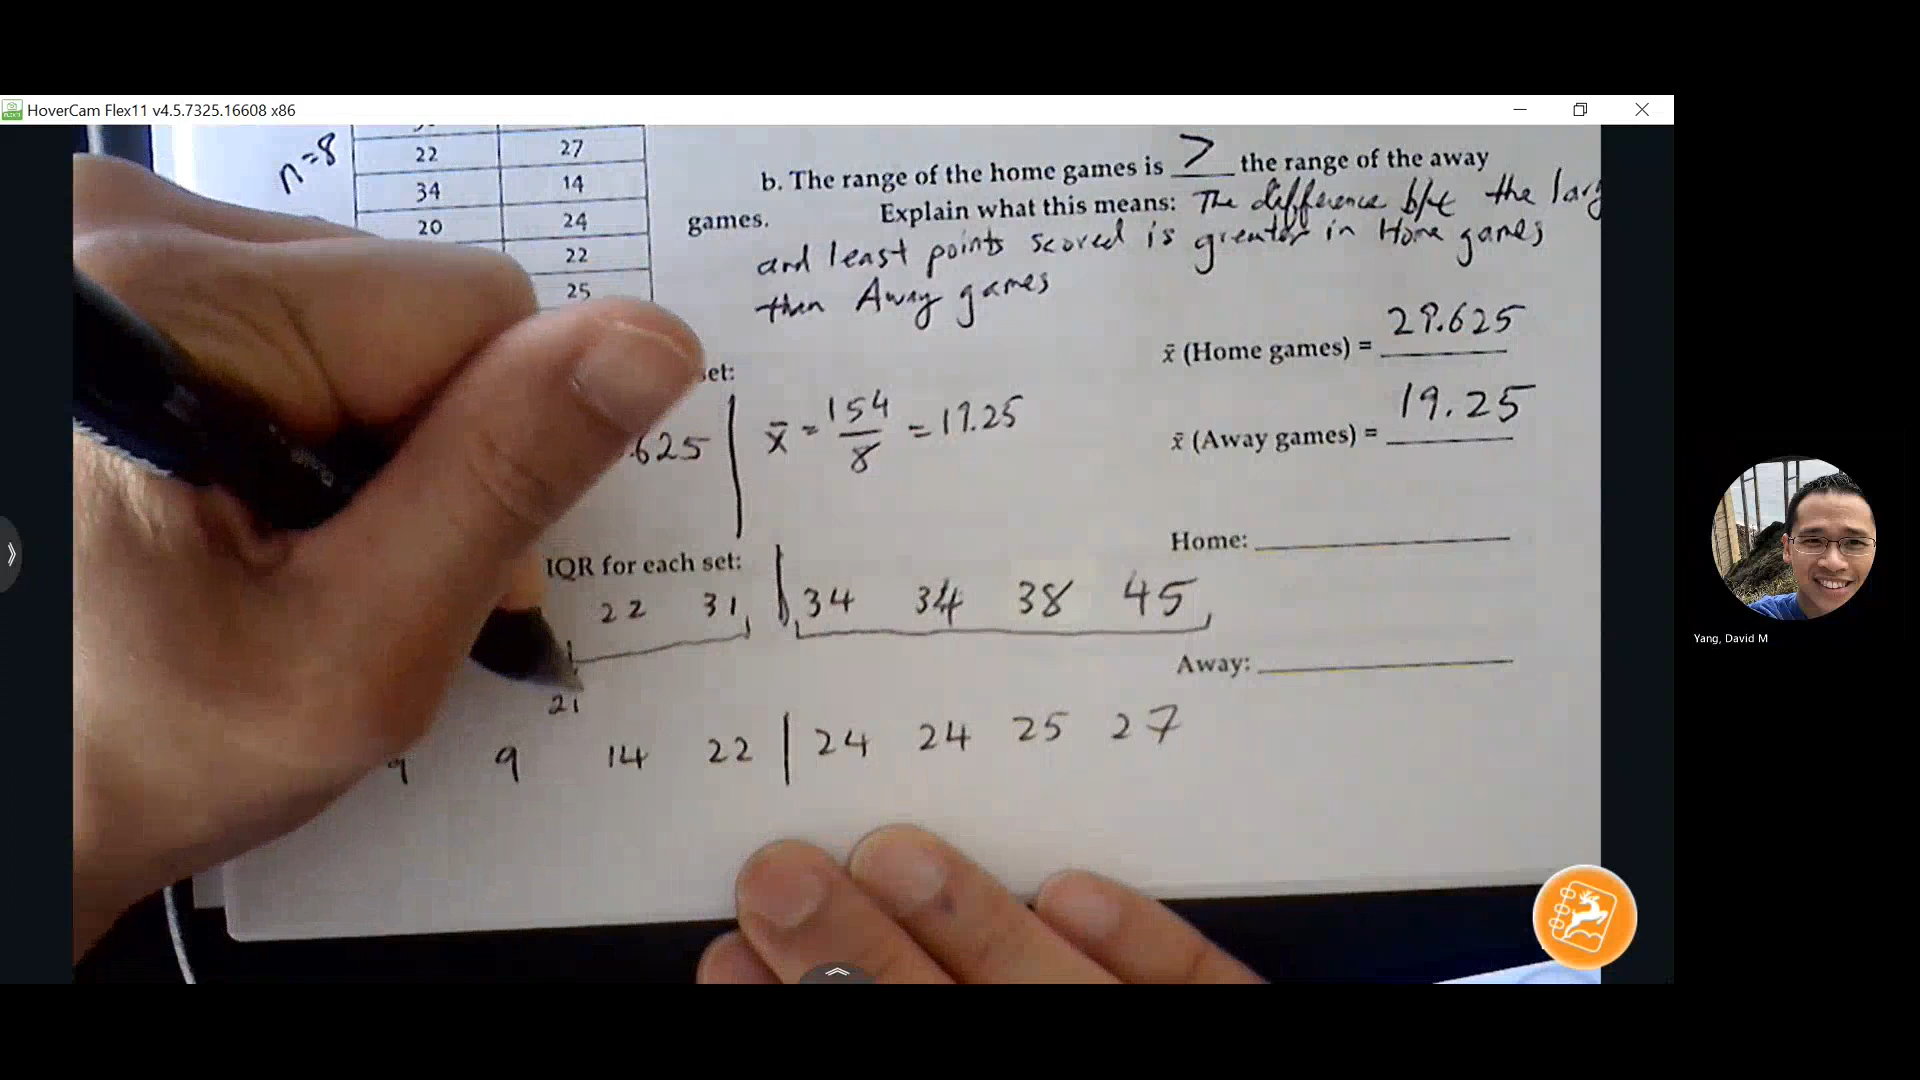 HoverCam Flex11 v4.5.7325.16608 x86
n=8
22 27
34 14
20 24
22
25
b. The range of the home games is > the range of the away
games. Explain what this means: The difference b/t the larg
and least points scored is greater in Home games
than Away games
x̄ (Home games) = 29.625
set:
.625 x̄ = 154/8 = 19.25
x̄ (Away games) = 19.25
Home:
IQR for each set:
22 31 | 34 34 38 45
Away:
21
9 9 14 22 | 24 24 25 27
Yang, David M